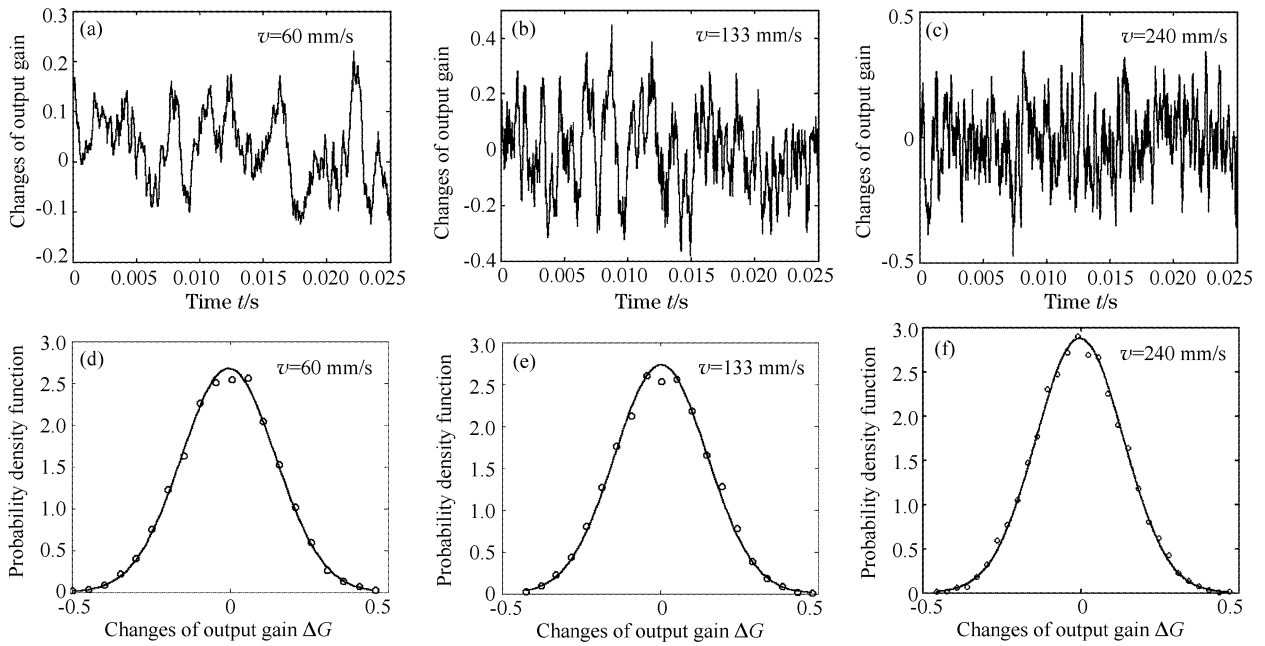 (a)
v=60 mm/s
Changes of output gain
0.3
0.2
0.1
0
-0.1
-0.2
0 0.005 0.010 0.015 0.020 0.025
Time t/s
(b)
v=133 mm/s
Changes of output gain
0.4
0.2
0
-0.2
-0.4
0 0.005 0.010 0.015 0.020 0.025
Time t/s
(c)
v=240 mm/s
Changes of output gain
0.5
0
-0.5
0 0.005 0.010 0.015 0.020 0.025
Time t/s
(d)
v=60 mm/s
Probability density function
3.0
2.5
2.0
1.5
1.0
0.5
0
-0.5 0 0.5
Changes of output gain ΔG
(e)
v=133 mm/s
Probability density function
3.0
2.5
2.0
1.5
1.0
0.5
0
-0.5 0 0.5
Changes of output gain ΔG
(f)
v=240 mm/s
Probability density function
3.0
2.5
2.0
1.5
1.0
0.5
0
-0.5 0 0.5
Changes of output gain ΔG